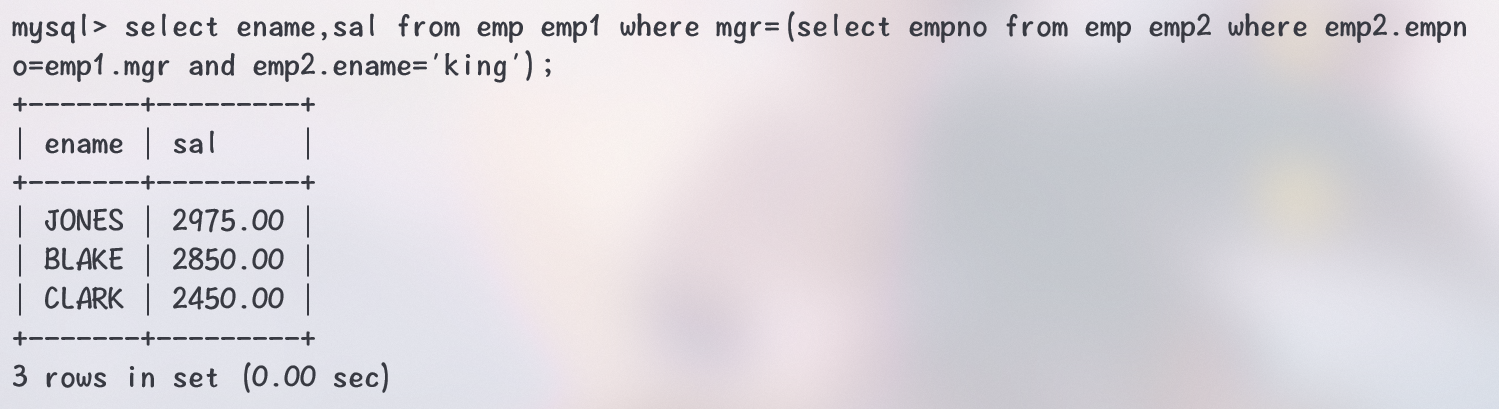 mysql> select ename,sal from emp emp1 where mgr=(select empno from emp emp2 where emp2.empn
o=emp1.mgr and emp2.ename='king');
+-------+---------+
| ename | sal     |
+-------+---------+
| JONES | 2975.00 |
| BLAKE | 2850.00 |
| CLARK | 2450.00 |
+-------+---------+
3 rows in set (0.00 sec)